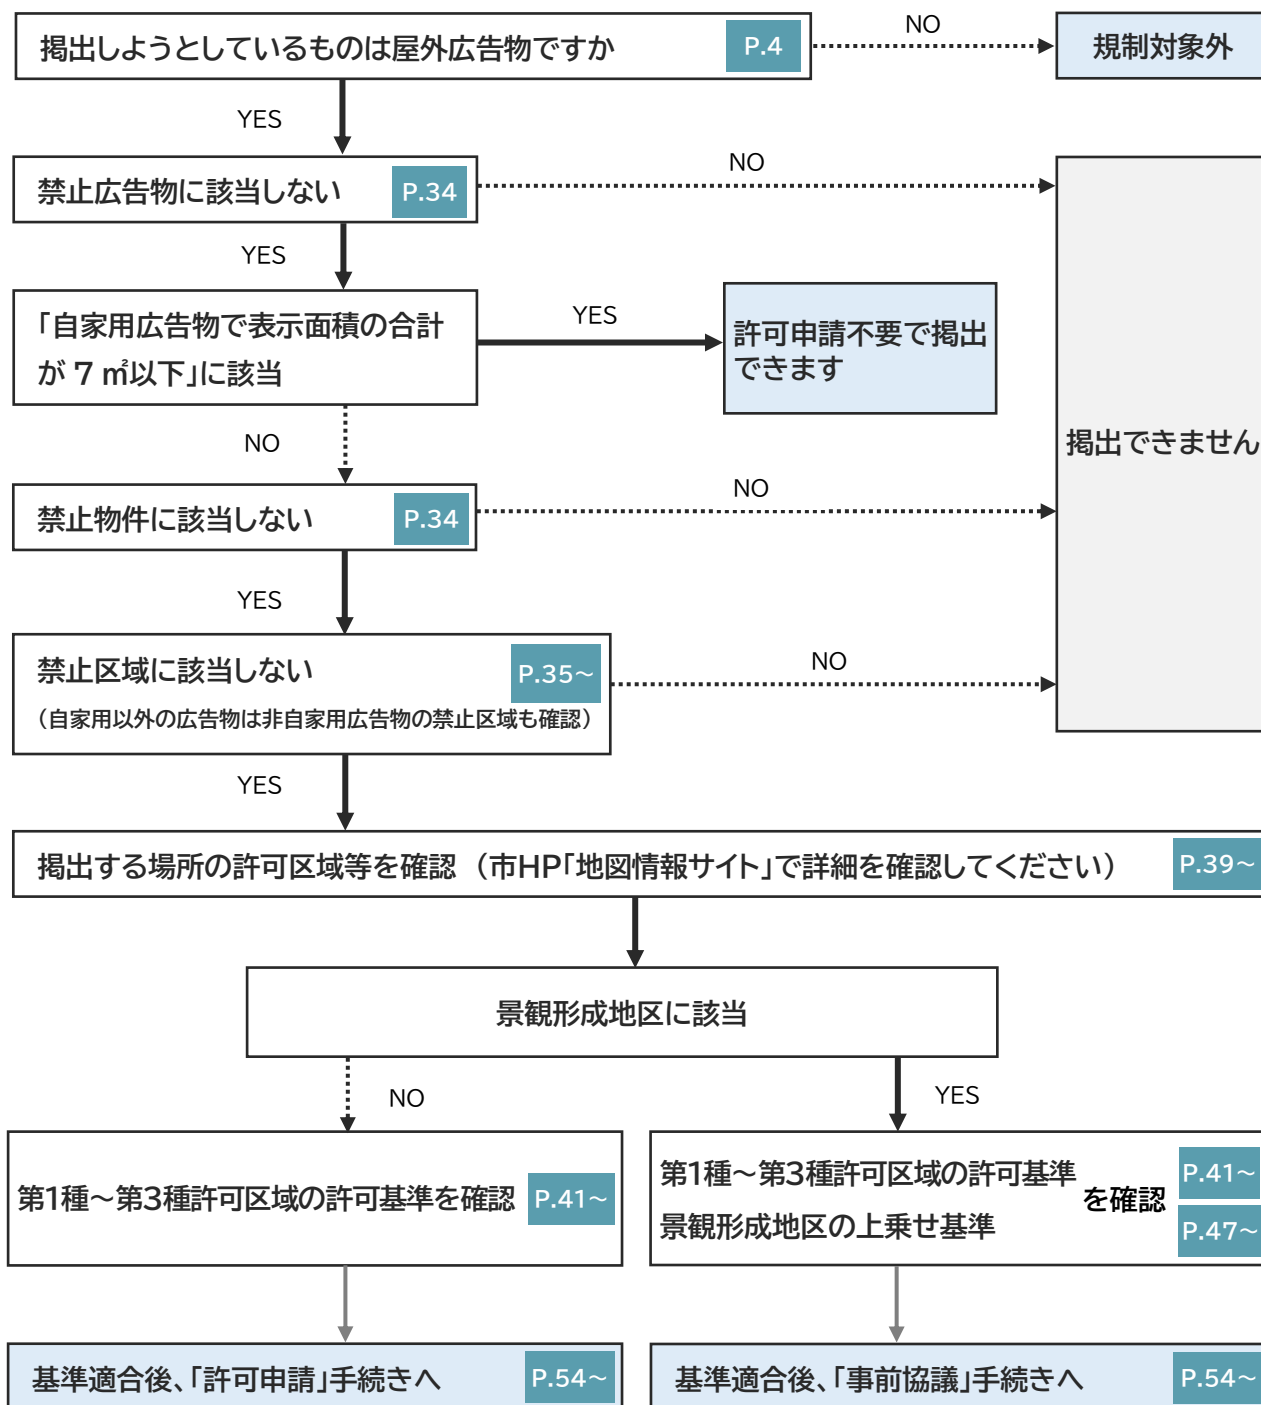 掲出しようとしているものは屋外広告物ですか P.4
NO
規制対象外
YES
禁止広告物に該当しない P.34
NO
YES
「自家用広告物で表示面積の合計
が 7 ㎡以下」に該当
YES
許可申請不要で掲出
できます
掲出できません
NO
禁止物件に該当しない P.34
NO
YES
禁止区域に該当しない P.35~
（自家用以外の広告物は非自家用広告物の禁止区域も確認）
NO
YES
掲出する場所の許可区域等を確認 （市HP「地図情報サイト」で詳細を確認してください） P.39~
景観形成地区に該当
NO
YES
第1種～第3種許可区域の許可基準を確認 P.41~
第1種～第3種許可区域の許可基準 P.41~
を確認
景観形成地区の上乗せ基準 P.47~
基準適合後、「許可申請」手続きへ P.54~
基準適合後、「事前協議」手続きへ P.54~